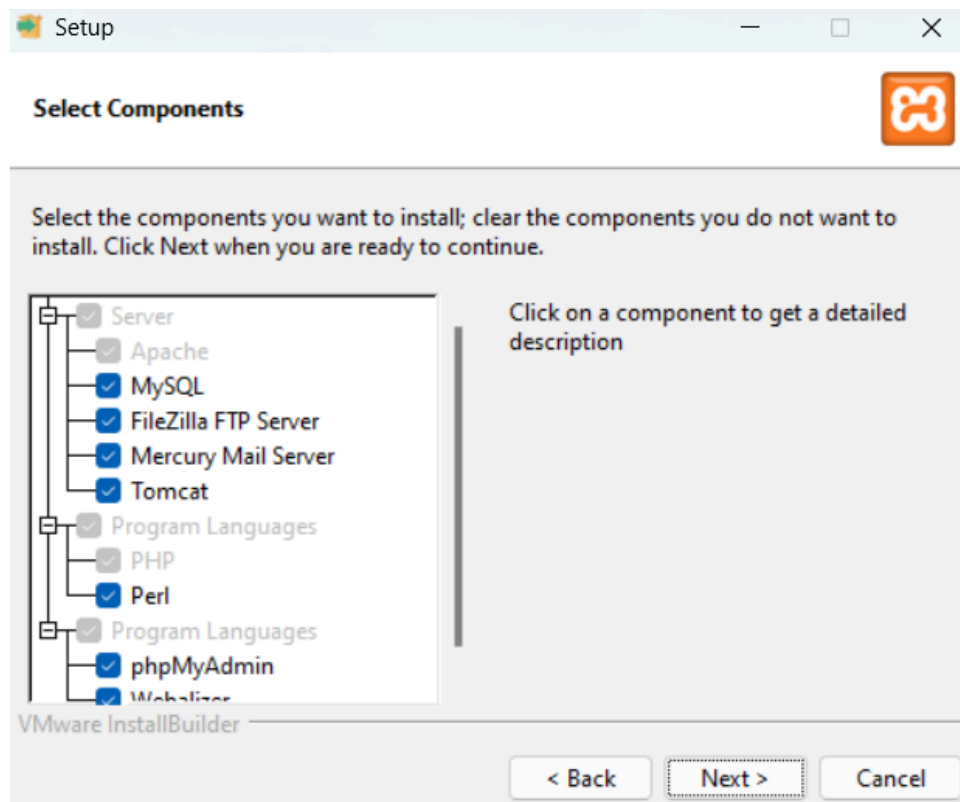 Setup
Select Components
Select the components you want to install; clear the components you do not want to
install. Click Next when you are ready to continue.
Server
Apache
MySQL
FileZilla FTP Server
Mercury Mail Server
Tomcat
Program Languages
PHP
Perl
Program Languages
phpMyAdmin
Webalizer
Click on a component to get a detailed
description
VMware InstallBuilder
< Back
Next >
Cancel